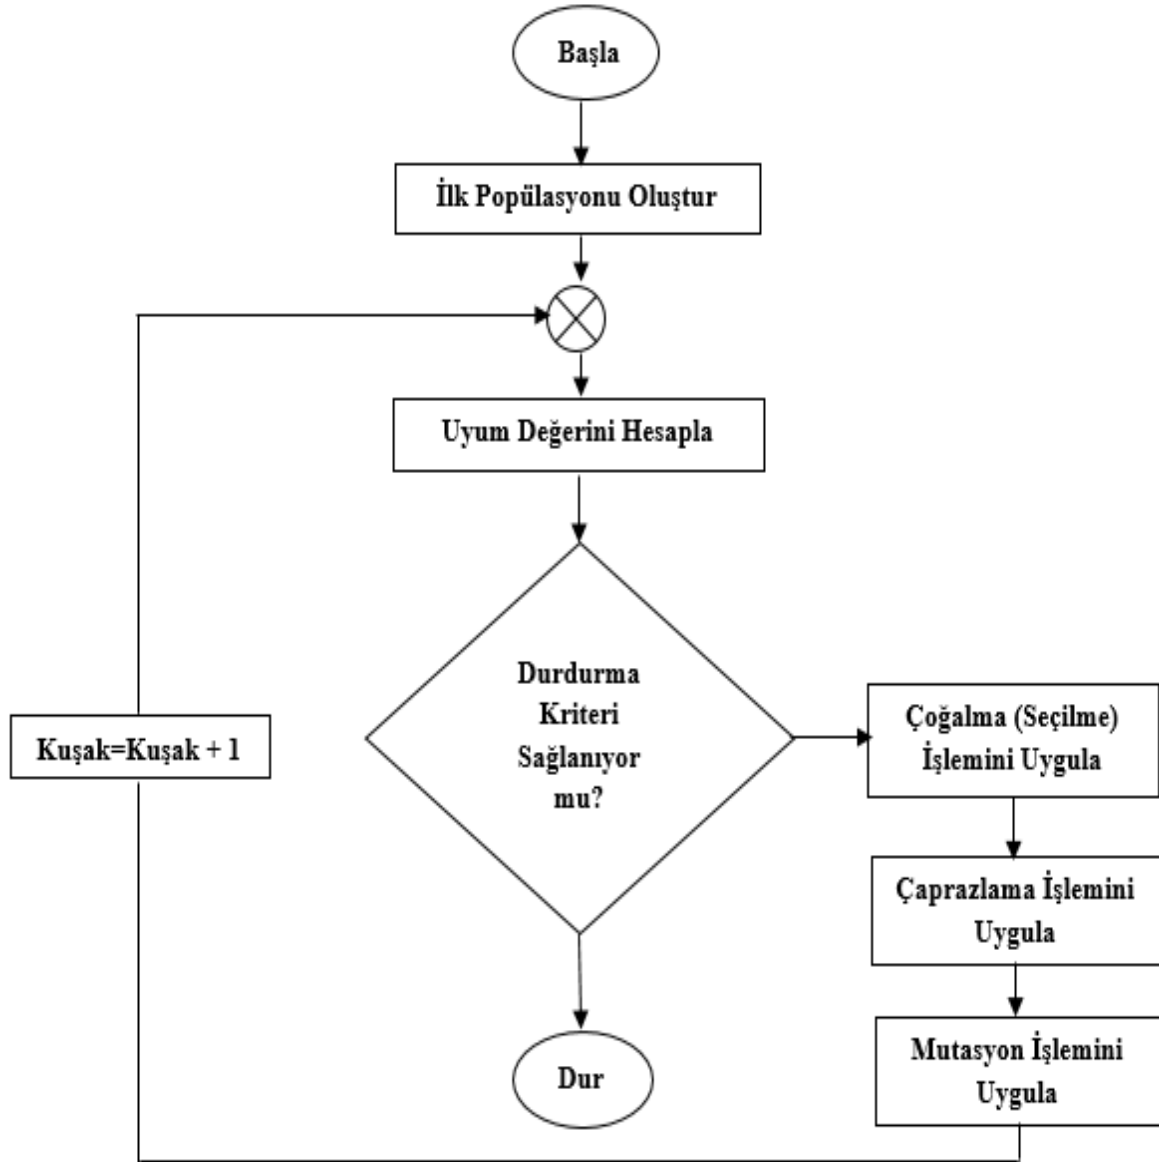 Başla
İlk Popülasyonu Oluştur
Uyum Değerini Hesapla
Durdurma
Kriteri
Sağlanıyor
mu?
Çoğalma (Seçilme)
İşlemini Uygula
Kuşak=Kuşak + 1
Çaprazlama İşlemini
Uygula
Mutasyon İşlemini
Uygula
Dur